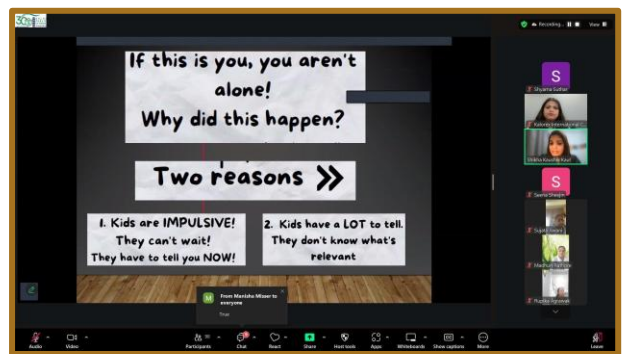 Recording...
View
If this is you, you aren't
alone!
Why did this happen?
Two reasons >>
1. Kids are IMPULSIVE!
They can't wait!
They have to tell you NOW!
2. Kids have a LOT to tell.
They don't know what's
relevant
S
Shyama Suthar
Kalorex International
S
M
From Manisha Misser to
everyone
True
Audio
Video
Participants
Chat
React
Share
Host tools
Apps
Whiteboards
Show captions
More
Leave